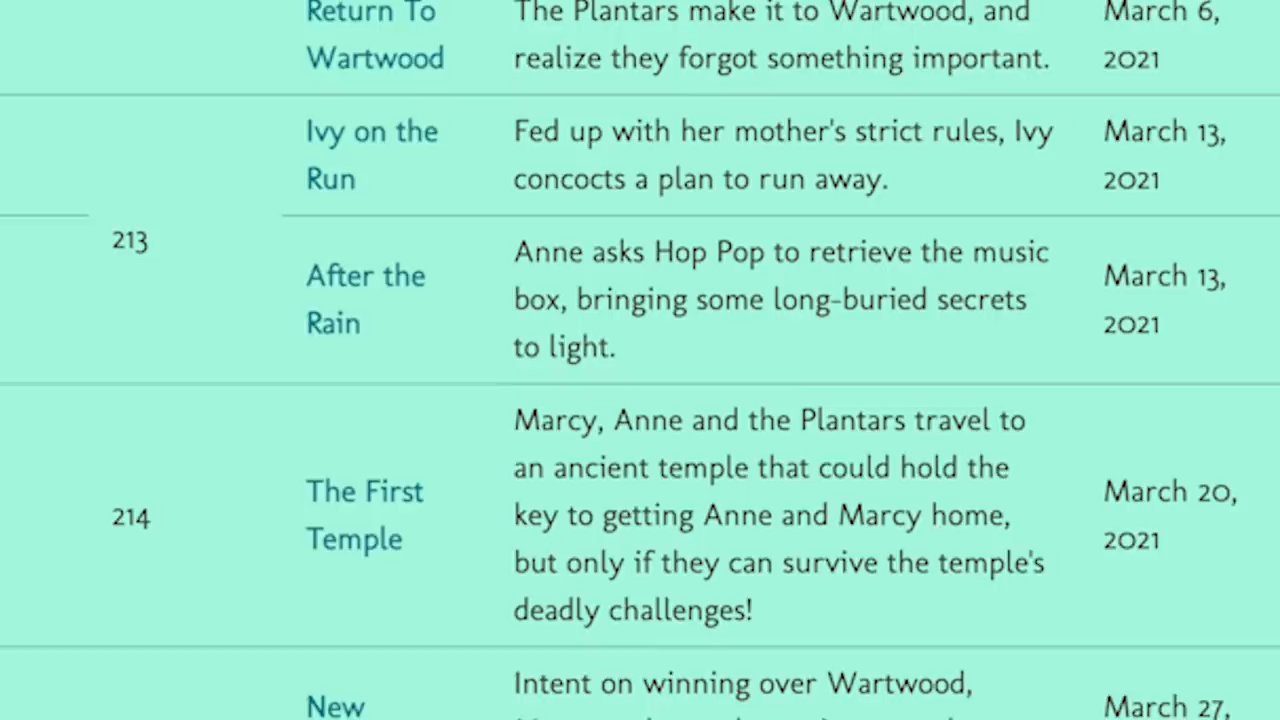 Return To
Wartwood
The Plantars make it to Wartwood, and
realize they forgot something important.
March 6,
2021
213
Ivy on the
Run
Fed up with her mother's strict rules, Ivy
concocts a plan to run away.
March 13,
2021
After the
Rain
Anne asks Hop Pop to retrieve the music
box, bringing some long-buried secrets
to light.
March 13,
2021
214
The First
Temple
Marcy, Anne and the Plantars travel to
an ancient temple that could hold the
key to getting Anne and Marcy home,
but only if they can survive the temple's
deadly challenges!
March 20,
2021
New
Intent on winning over Wartwood,
March 27,